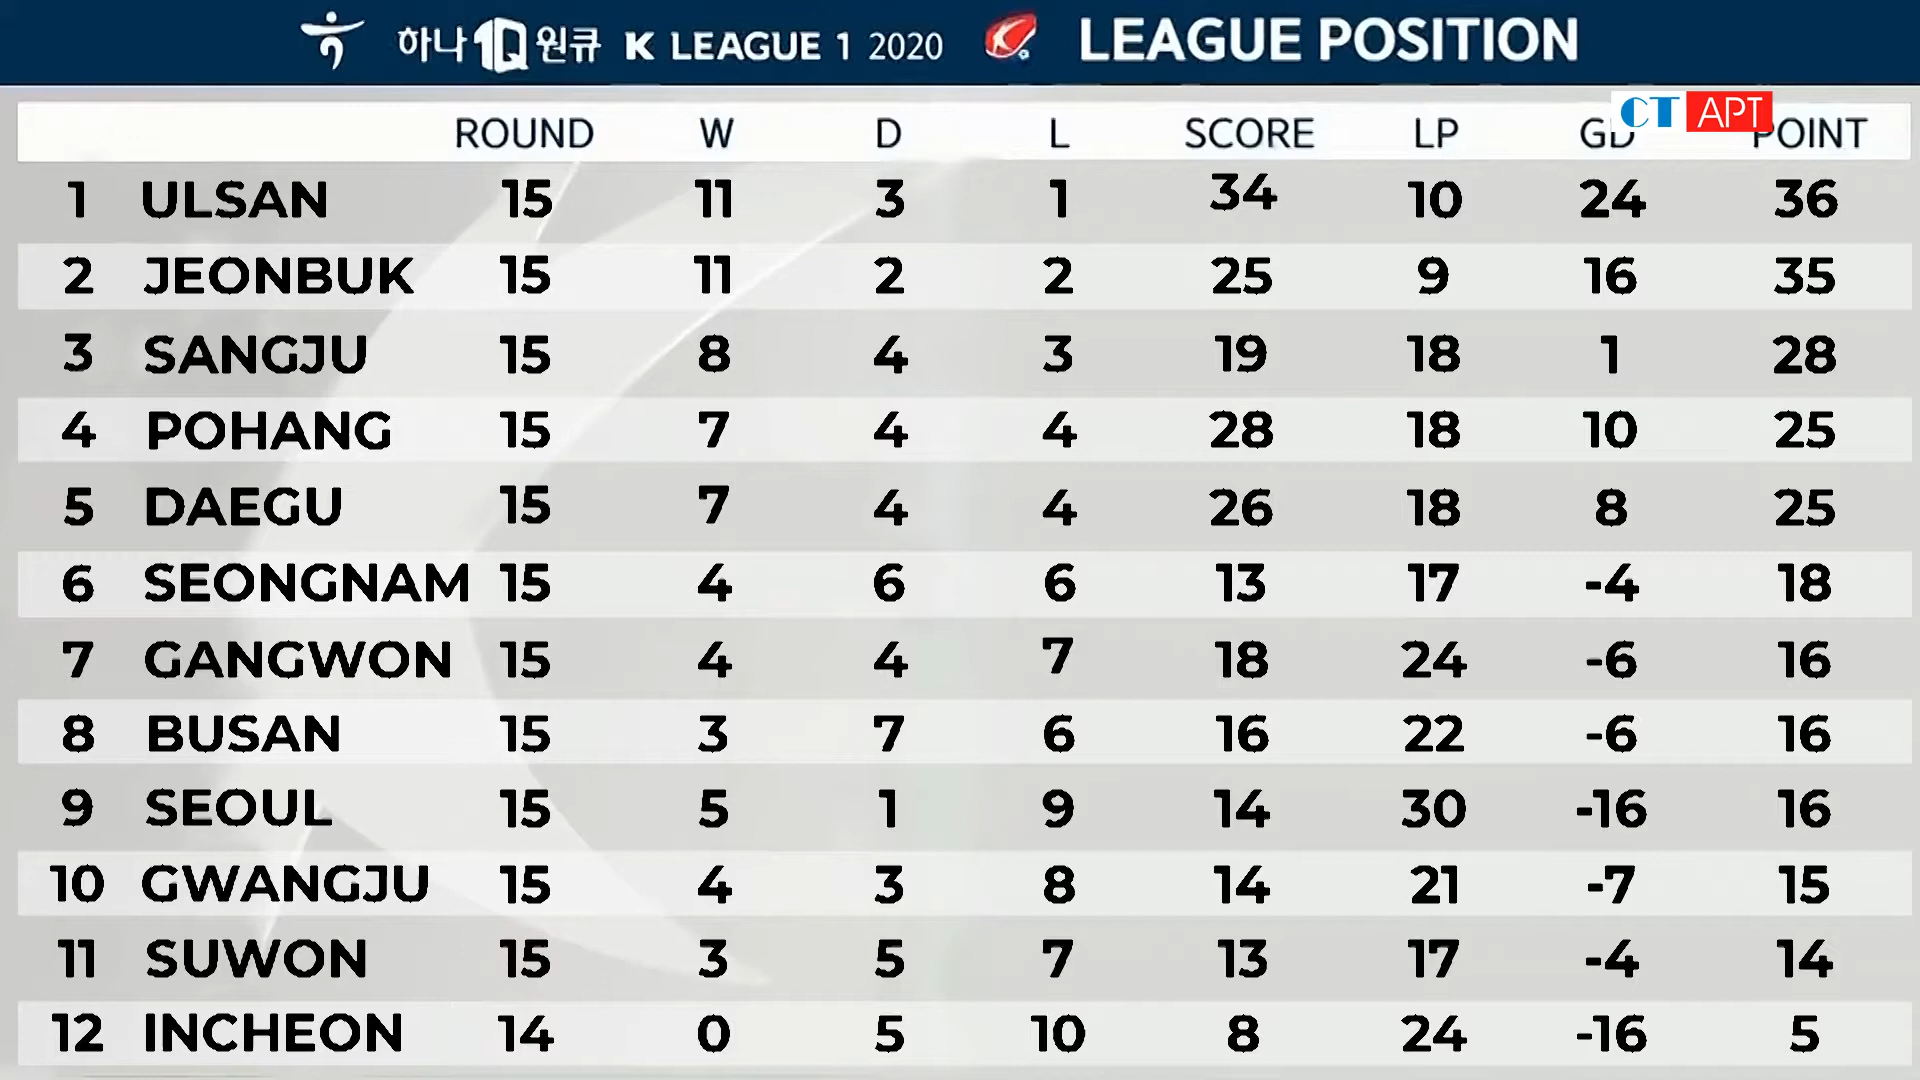 하나 1Q 원큐 K LEAGUE 1 2020 LEAGUE POSITION
CT APT
ROUND W D L SCORE LP GD POINT
1 ULSAN 15 11 3 1 34 10 24 36
2 JEONBUK 15 11 2 2 25 9 16 35
3 SANGJU 15 8 4 3 19 18 1 28
4 POHANG 15 7 4 4 28 18 10 25
5 DAEGU 15 7 4 4 26 18 8 25
6 SEONGNAM 15 4 6 6 13 17 -4 18
7 GANGWON 15 4 4 7 18 24 -6 16
8 BUSAN 15 3 7 6 16 22 -6 16
9 SEOUL 15 5 1 9 14 30 -16 16
10 GWANGJU 15 4 3 8 14 21 -7 15
11 SUWON 15 3 5 7 13 17 -4 14
12 INCHEON 14 0 5 10 8 24 -16 5